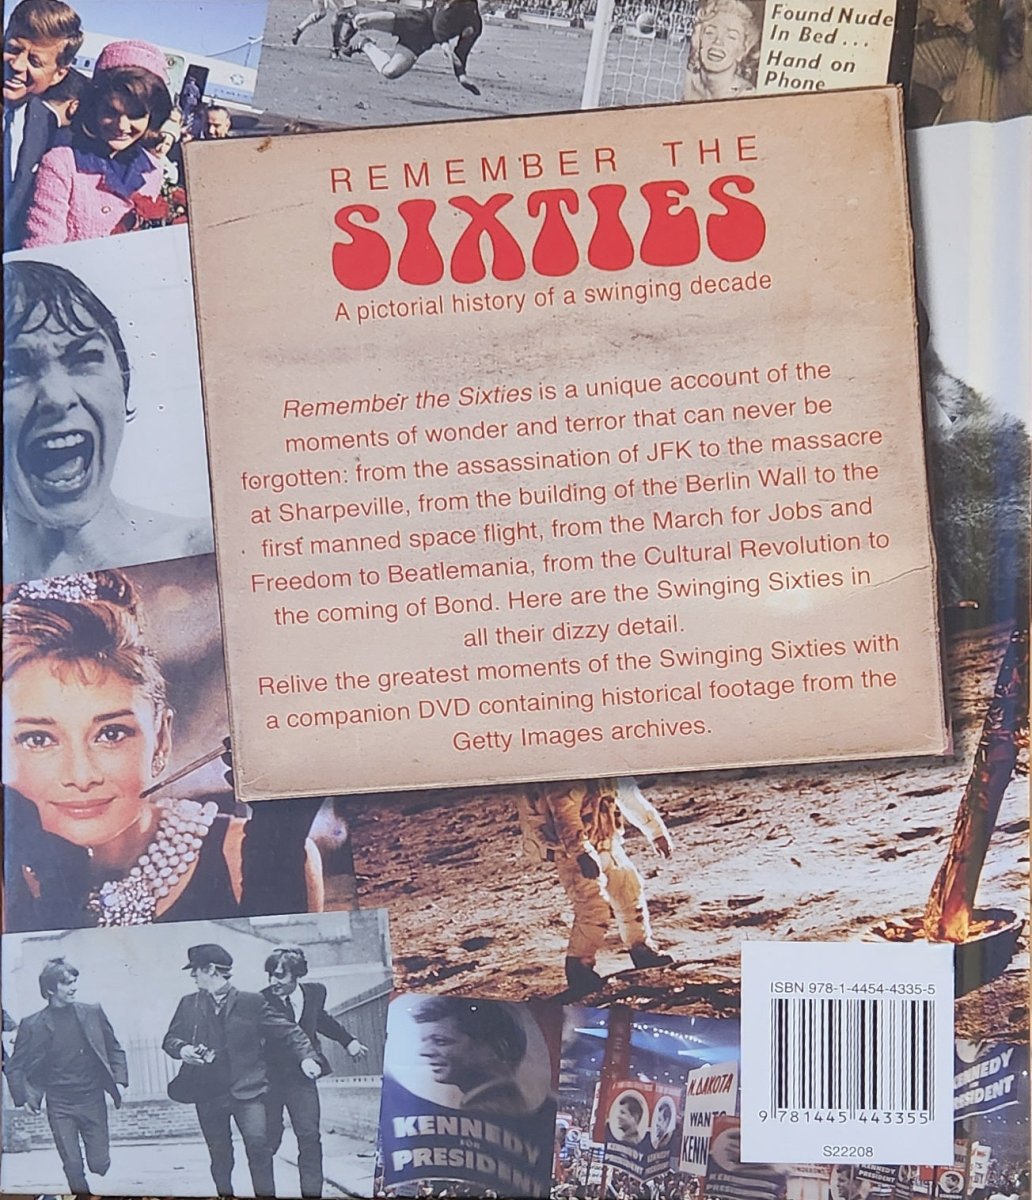 Found Nude
In Bed...
Hand on
Phone
REMEMBER THE
SIXTIES
A pictorial history of a swinging decade
Remember the Sixties is a unique account of the
moments of wonder and terror that can never be
forgotten: from the assassination of JFK to the massacre
at Sharpeville, from the building of the Berlin Wall to the
first manned space flight, from the March for Jobs and
Freedom to Beatlemania, from the Cultural Revolution to
the coming of Bond. Here are the Swinging Sixties in
all their dizzy detail.
Relive the greatest moments of the Swinging Sixties with
a companion DVD containing historical footage from the
Getty Images archives.
ISBN 978-1-4454-4335-5
9 781445 443355
S22208
KENNEDY
FOR
PRESIDENT
N.DAKOTA
WANT
KENN